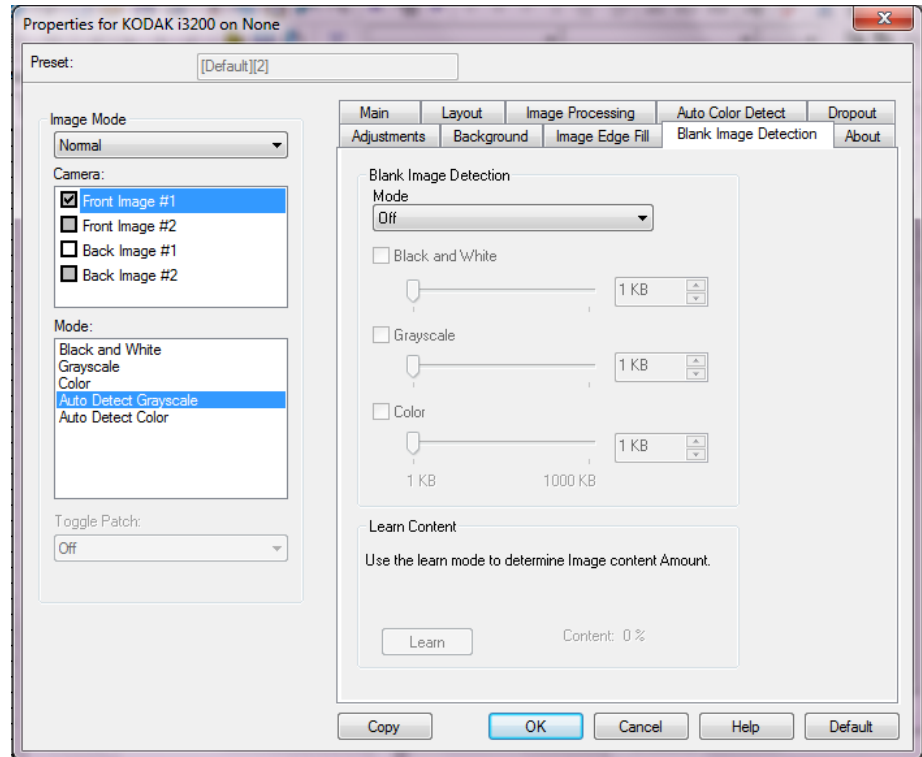 Properties for KODAK i3200 on None
Preset:
[Default][2]
Image Mode
Normal
Camera:
Front Image #1
Front Image #2
Back Image #1
Back Image #2
Mode:
Black and White
Grayscale
Color
Auto Detect Grayscale
Auto Detect Color
Toggle Patch:
Off
Main Layout Image Processing Auto Color Detect Dropout
Adjustments Background Image Edge Fill Blank Image Detection About
Blank Image Detection
Mode
Off
Black and White
1 KB
Grayscale
1 KB
Color
1 KB
1 KB 1000 KB
Learn Content
Use the learn mode to determine Image content Amount.
Learn Content: 0 %
Copy OK Cancel Help Default